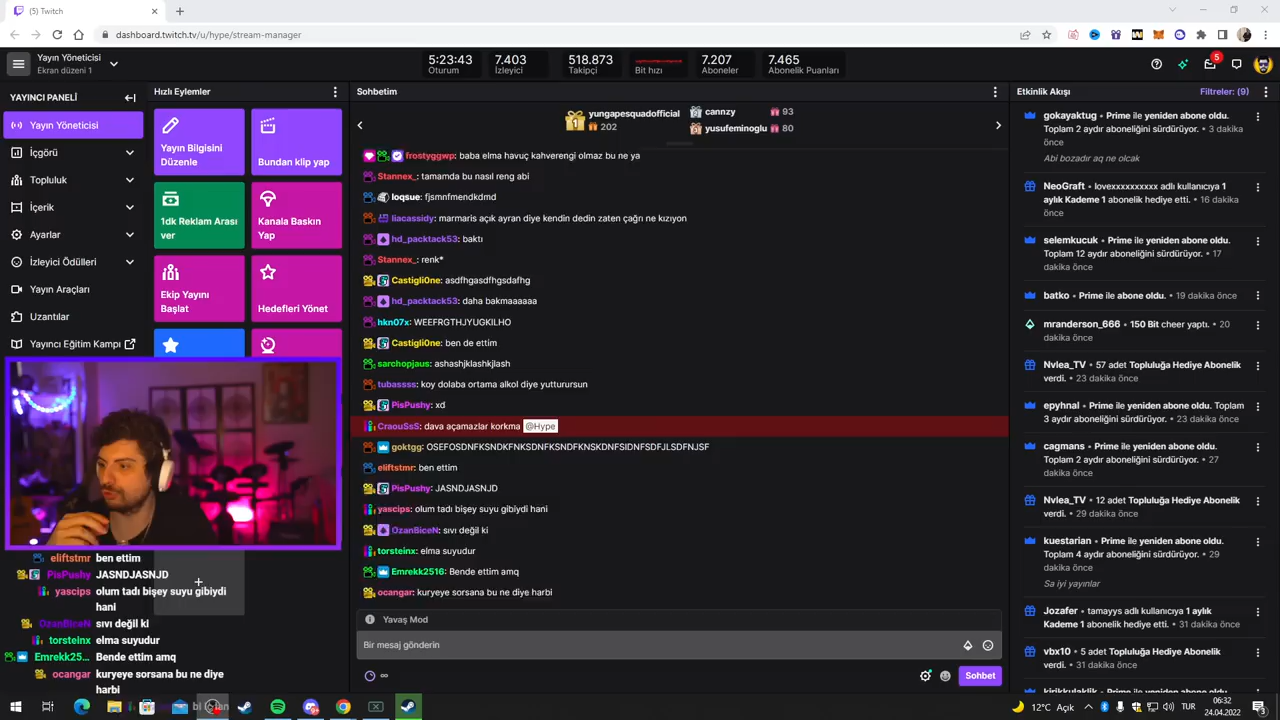 (5) Twitch
dashboard.twitch.tv/u/hype/stream-manager
Yayın Yöneticisi
Ekran düzeni 1
5:23:43
Oturum
7.403
İzleyici
518.873
Takipçi
Bit hızı
7.207
Aboneler
7.465
Abonelik Puanları
5
YAYINCI PANELİ
Yayın Yöneticisi
İçgörü
Topluluk
İçerik
Ayarlar
İzleyici Ödülleri
Yayın Araçları
Uzantılar
Yayıncı Eğitim Kampı
Hızlı Eylemler
Yayın Bilgisini
Düzenle
Bundan klip yap
1dk Reklam Arası
ver
Kanala Baskın
Yap
Ekip Yayını
Başlat
Hedefleri Yönet
eliftstmr ben ettim
PisPushy JASNDJASNJD
yascips olum tadı bişey suyu gibiydi
hani
OzanBiceN sıvı değil ki
torsteinx elma suyudur
Emrekk25... Bende ettim amq
ocangar kuryeye sorsana bu ne diye
harbi
Sohbetim
1 yungapesquadofficial
202
2 cannzy 93
3 yusufeminoglu 80
frostyggwp: baba elma havuç kahverengi olmaz bu ne ya
Stannex_: tamamda bu nasıl reng abi
loqsue: fjsmnfmendkdmd
liacassidy: marmaris açık ayran diye kendin dedin zaten çağrı ne kızıyon
hd_packtack53: baktı
Stannex_: renk*
Castigli0ne: asdfhgasdfhgsdafhg
hd_packtack53: daha bakmaaaaaa
hkn07x: WEEFRGTHJYUGKILHO
Castigli0ne: ben de ettim
sarchopjaus: ashashjklashkjlash
tubassss: koy dolaba ortama alkol diye yutturursun
PisPushy: xd
CraouSsS: dava açamazlar korkma @Hype
goktgg: OSEFOSDNFKSNDKFNKSDNFKSNDFKNSKDNFSIDNFSDFJLSDFNJSF
eliftstmr: ben ettim
PisPushy: JASNDJASNJD
yascips: olum tadı bişey suyu gibiydi hani
OzanBiceN: sıvı değil ki
torsteinx: elma suyudur
Emrekk2516: Bende ettim amq
ocangar: kuryeye sorsana bu ne diye harbi
Yavaş Mod
Bir mesaj gönderin
Sohbet
Etkinlik Akışı
Filtreler: (9)
gokayaktug • Prime ile yeniden abone oldu.
Toplam 2 aydır aboneliğini sürdürüyor. • 3 dakika
önce
Abi bozadır aq ne olcak
NeoGraft • lovexxxxxxxxxx adlı kullanıcıya 1
aylık Kademe 1 abonelik hediye etti. • 16 dakika
önce
selemkucuk • Prime ile yeniden abone oldu.
Toplam 12 aydır aboneliğini sürdürüyor. • 17
dakika önce
batko • Prime ile abone oldu. • 19 dakika önce
mranderson_666 • 150 Bit cheer yaptı. • 20
dakika önce
Nvlea_TV • 57 adet Topluluğa Hediye Abonelik
verdi. • 23 dakika önce
epyhnal • Prime ile yeniden abone oldu. Toplam
3 aydır aboneliğini sürdürüyor. • 23 dakika önce
cagmans • Prime ile yeniden abone oldu.
Toplam 2 aydır aboneliğini sürdürüyor. • 27
dakika önce
Nvlea_TV • 12 adet Topluluğa Hediye Abonelik
verdi. • 29 dakika önce
kuestarian • Prime ile yeniden abone oldu.
Toplam 4 aydır aboneliğini sürdürüyor. • 29
dakika önce
Sa iyi yayınlar
Jozafer • tamayys adlı kullanıcıya 1 aylık
Kademe 1 abonelik hediye etti. • 31 dakika önce
vbx10 • 5 adet Topluluğa Hediye Abonelik
verdi. • 31 dakika önce
12°C Açık
TUR
06:32
24.04.2022
3